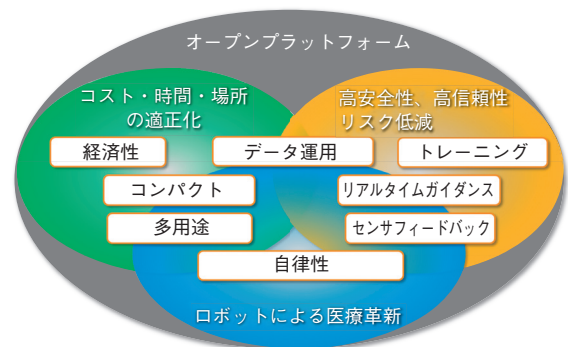 オープンプラットフォーム
コスト・時間・場所
の適正化
高安全性、高信頼性
リスク低減
経済性
データ運用
トレーニング
コンパクト
リアルタイムガイダンス
多用途
センサフィードバック
自律性
ロボットによる医療革新